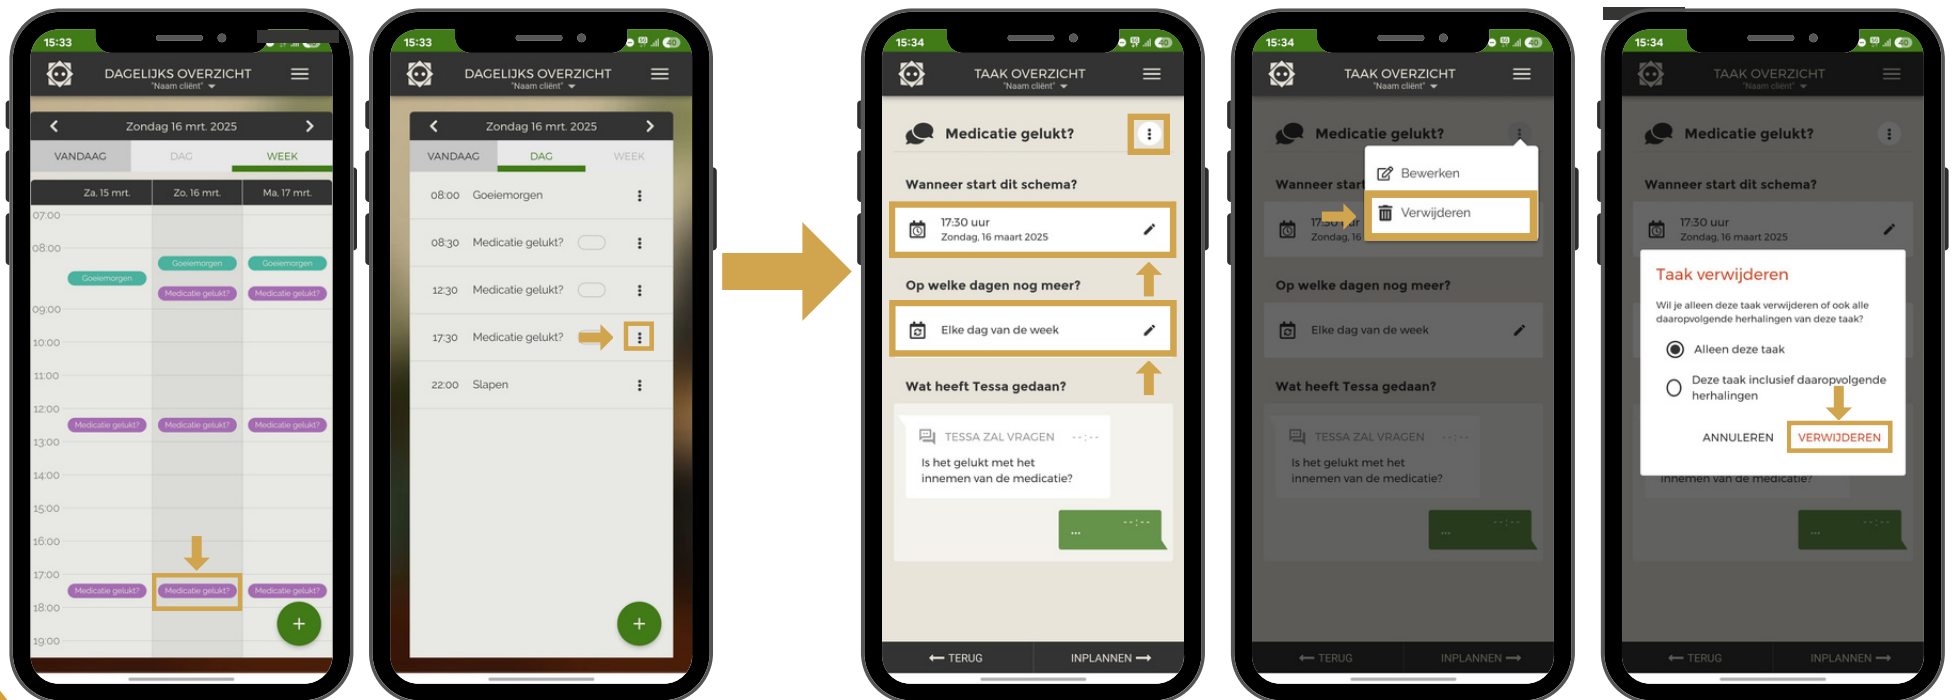 15:33
DAGELIJKS OVERZICHT
"Naam cliënt"
Zondag 16 mrt. 2025
VANDAAG DAG WEEK
Za, 15 mrt. Zo, 16 mrt. Ma, 17 mrt.
07:00
08:00
Goeiemorgen Goeiemorgen
Goeiemorgen
Medicatie gelukt? Medicatie gelukt?
09:00
10:00
11:00
12:00
Medicatie gelukt? Medicatie gelukt? Medicatie gelukt?
13:00
14:00
15:00
16:00
17:00
Medicatie gelukt? Medicatie gelukt? Medicatie gelukt?
18:00
+
19:00
15:33
40
DAGELIJKS OVERZICHT
"Naam cliënt"
Zondag 16 mrt. 2025
VANDAAG DAG WEEK
08:00 Goeiemorgen
08:30 Medicatie gelukt?
12:30 Medicatie gelukt?
17:30 Medicatie gelukt?
22:00 Slapen
+
15:34
40
TAAK OVERZICHT
"Naam cliënt"
Medicatie gelukt?
Wanneer start dit schema?
17:30 uur
Zondag, 16 maart 2025
Op welke dagen nog meer?
Elke dag van de week
Wat heeft Tessa gedaan?
TESSA ZAL VRAGEN --:--
Is het gelukt met het
innemen van de medicatie?
--:--
...
TERUG INPLANNEN
15:34
40
TAAK OVERZICHT
"Naam cliënt"
Medicatie gelukt?
Bewerken
Wanneer start
Verwijderen
17:30 uur
Zondag, 16
Op welke dagen nog meer?
Elke dag van de week
Wat heeft Tessa gedaan?
TESSA ZAL VRAGEN --:--
Is het gelukt met het
innemen van de medicatie?
--:--
...
TERUG INPLANNEN
15:34
40
TAAK OVERZICHT
"Naam cliënt"
Medicatie gelukt?
Wanneer start dit schema?
17:30 uur
Zondag, 16 maart 2025
Taak verwijderen
Wil je alleen deze taak verwijderen of ook alle
daaropvolgende herhalingen van deze taak?
Alleen deze taak
Deze taak inclusief daaropvolgende
herhalingen
ANNULEREN VERWIJDEREN
innemen van de medicatie?
--:--
...
TERUG INPLANNEN